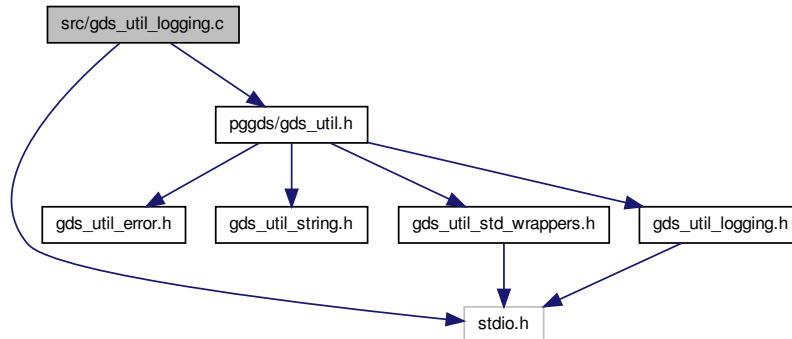 src/gds_util_logging.c
pggds/gds_util.h
gds_util_error.h
gds_util_string.h
gds_util_std_wrappers.h
gds_util_logging.h
stdio.h